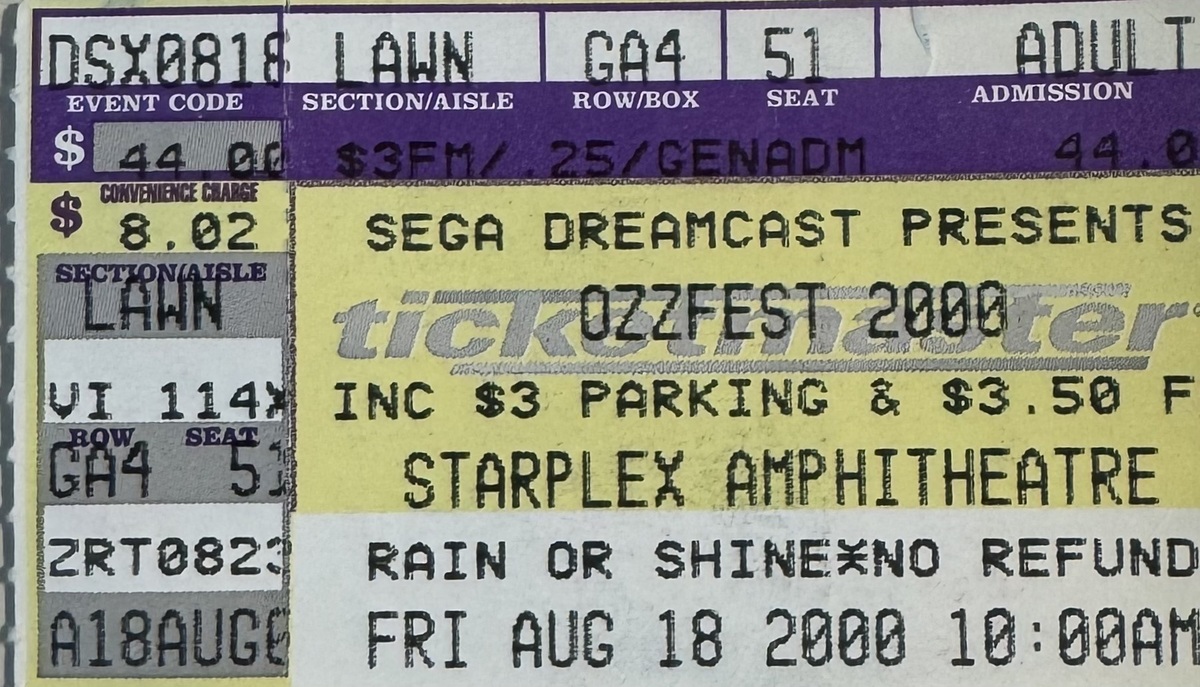 DSX0818 LAWN GA4 51 ADULT
EVENT CODE SECTION/AISLE ROW/BOX SEAT ADMISSION
$ 44.00 $3FM/ .25/GENADM 44.0
CONVENIENCE CHARGE
$ 8.02
SECTION/AISLE
LAWN
VI 114X
ROW SEAT
GA4 51
ZRT0823
A18AUG0
SEGA DREAMCAST PRESENTS
ticketmaster
OZZFEST 2000
INC $3 PARKING & $3.50 F
STARPLEX AMPHITHEATRE
RAIN OR SHINE*NO REFUND
FRI AUG 18 2000 10:00AM